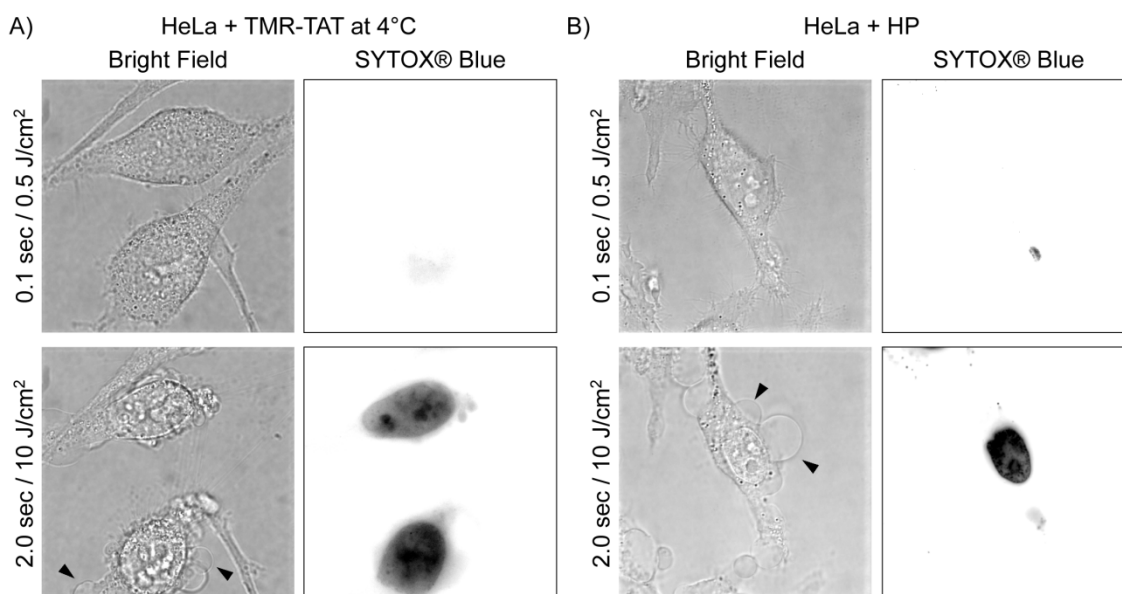 A) HeLa + TMR-TAT at 4°C
Bright Field SYTOX® Blue
0.1 sec / 0.5 J/cm²
2.0 sec / 10 J/cm²
B) HeLa + HP
Bright Field SYTOX® Blue
0.1 sec / 0.5 J/cm²
2.0 sec / 10 J/cm²